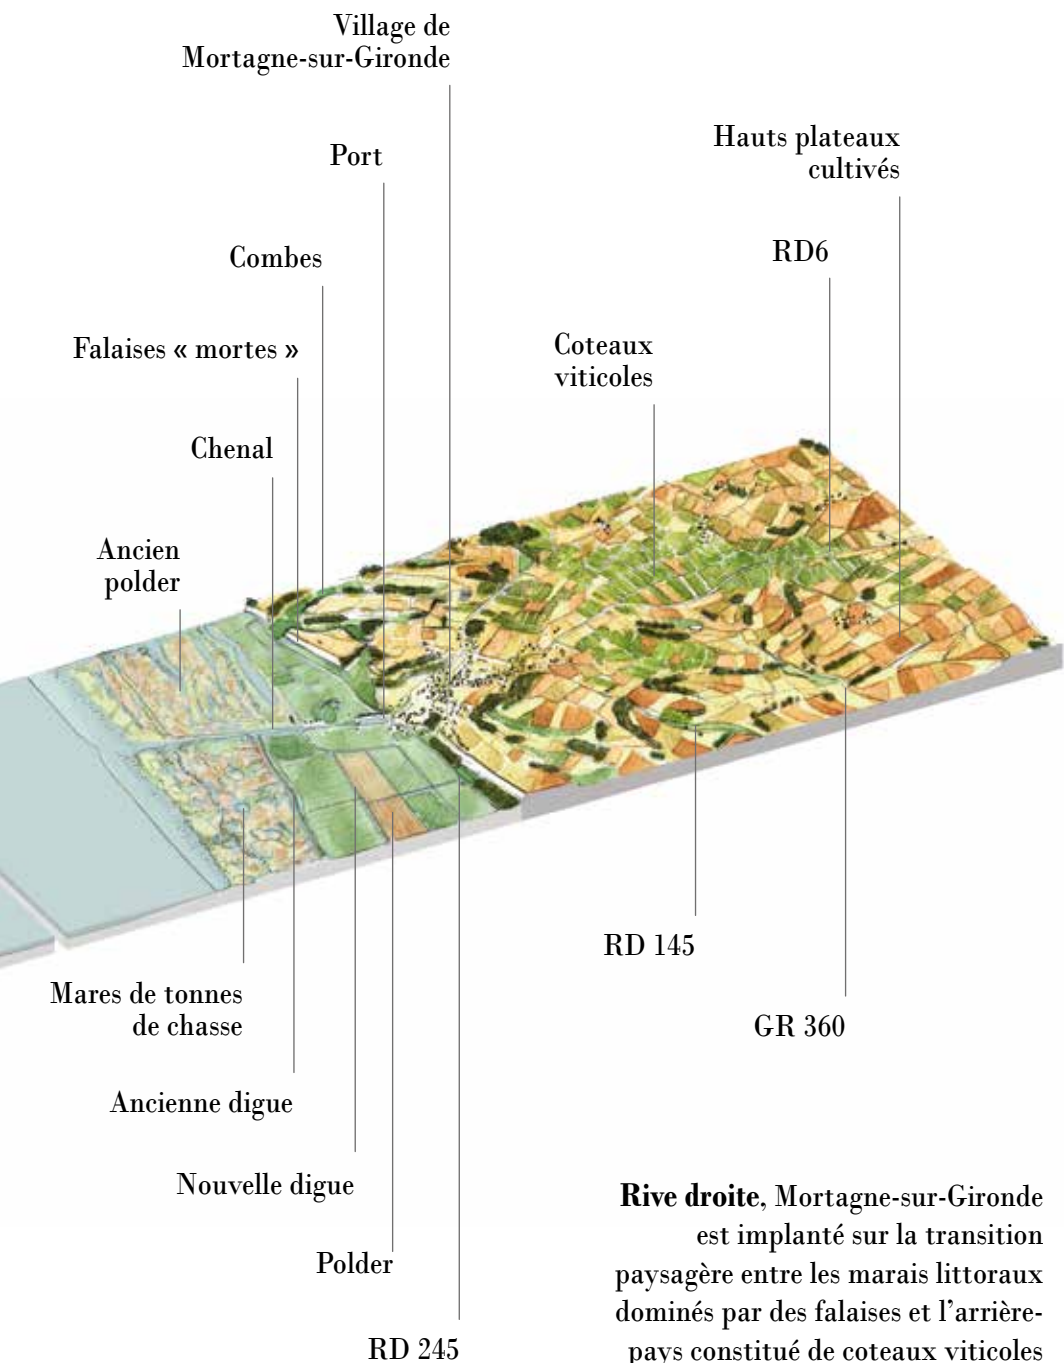 Village de
Mortagne-sur-Gironde
Port
Hauts plateaux
cultivés
Combes
RD6
Falaises « mortes »
Coteaux
viticoles
Chenal
Ancien
polder
RD 145
Mares de tonnes
de chasse
GR 360
Ancienne digue
Nouvelle digue
Polder
RD 245
Rive droite, Mortagne-sur-Gironde
est implanté sur la transition
paysagère entre les marais littoraux
dominés par des falaises et l’arrière-
pays constitué de coteaux viticoles